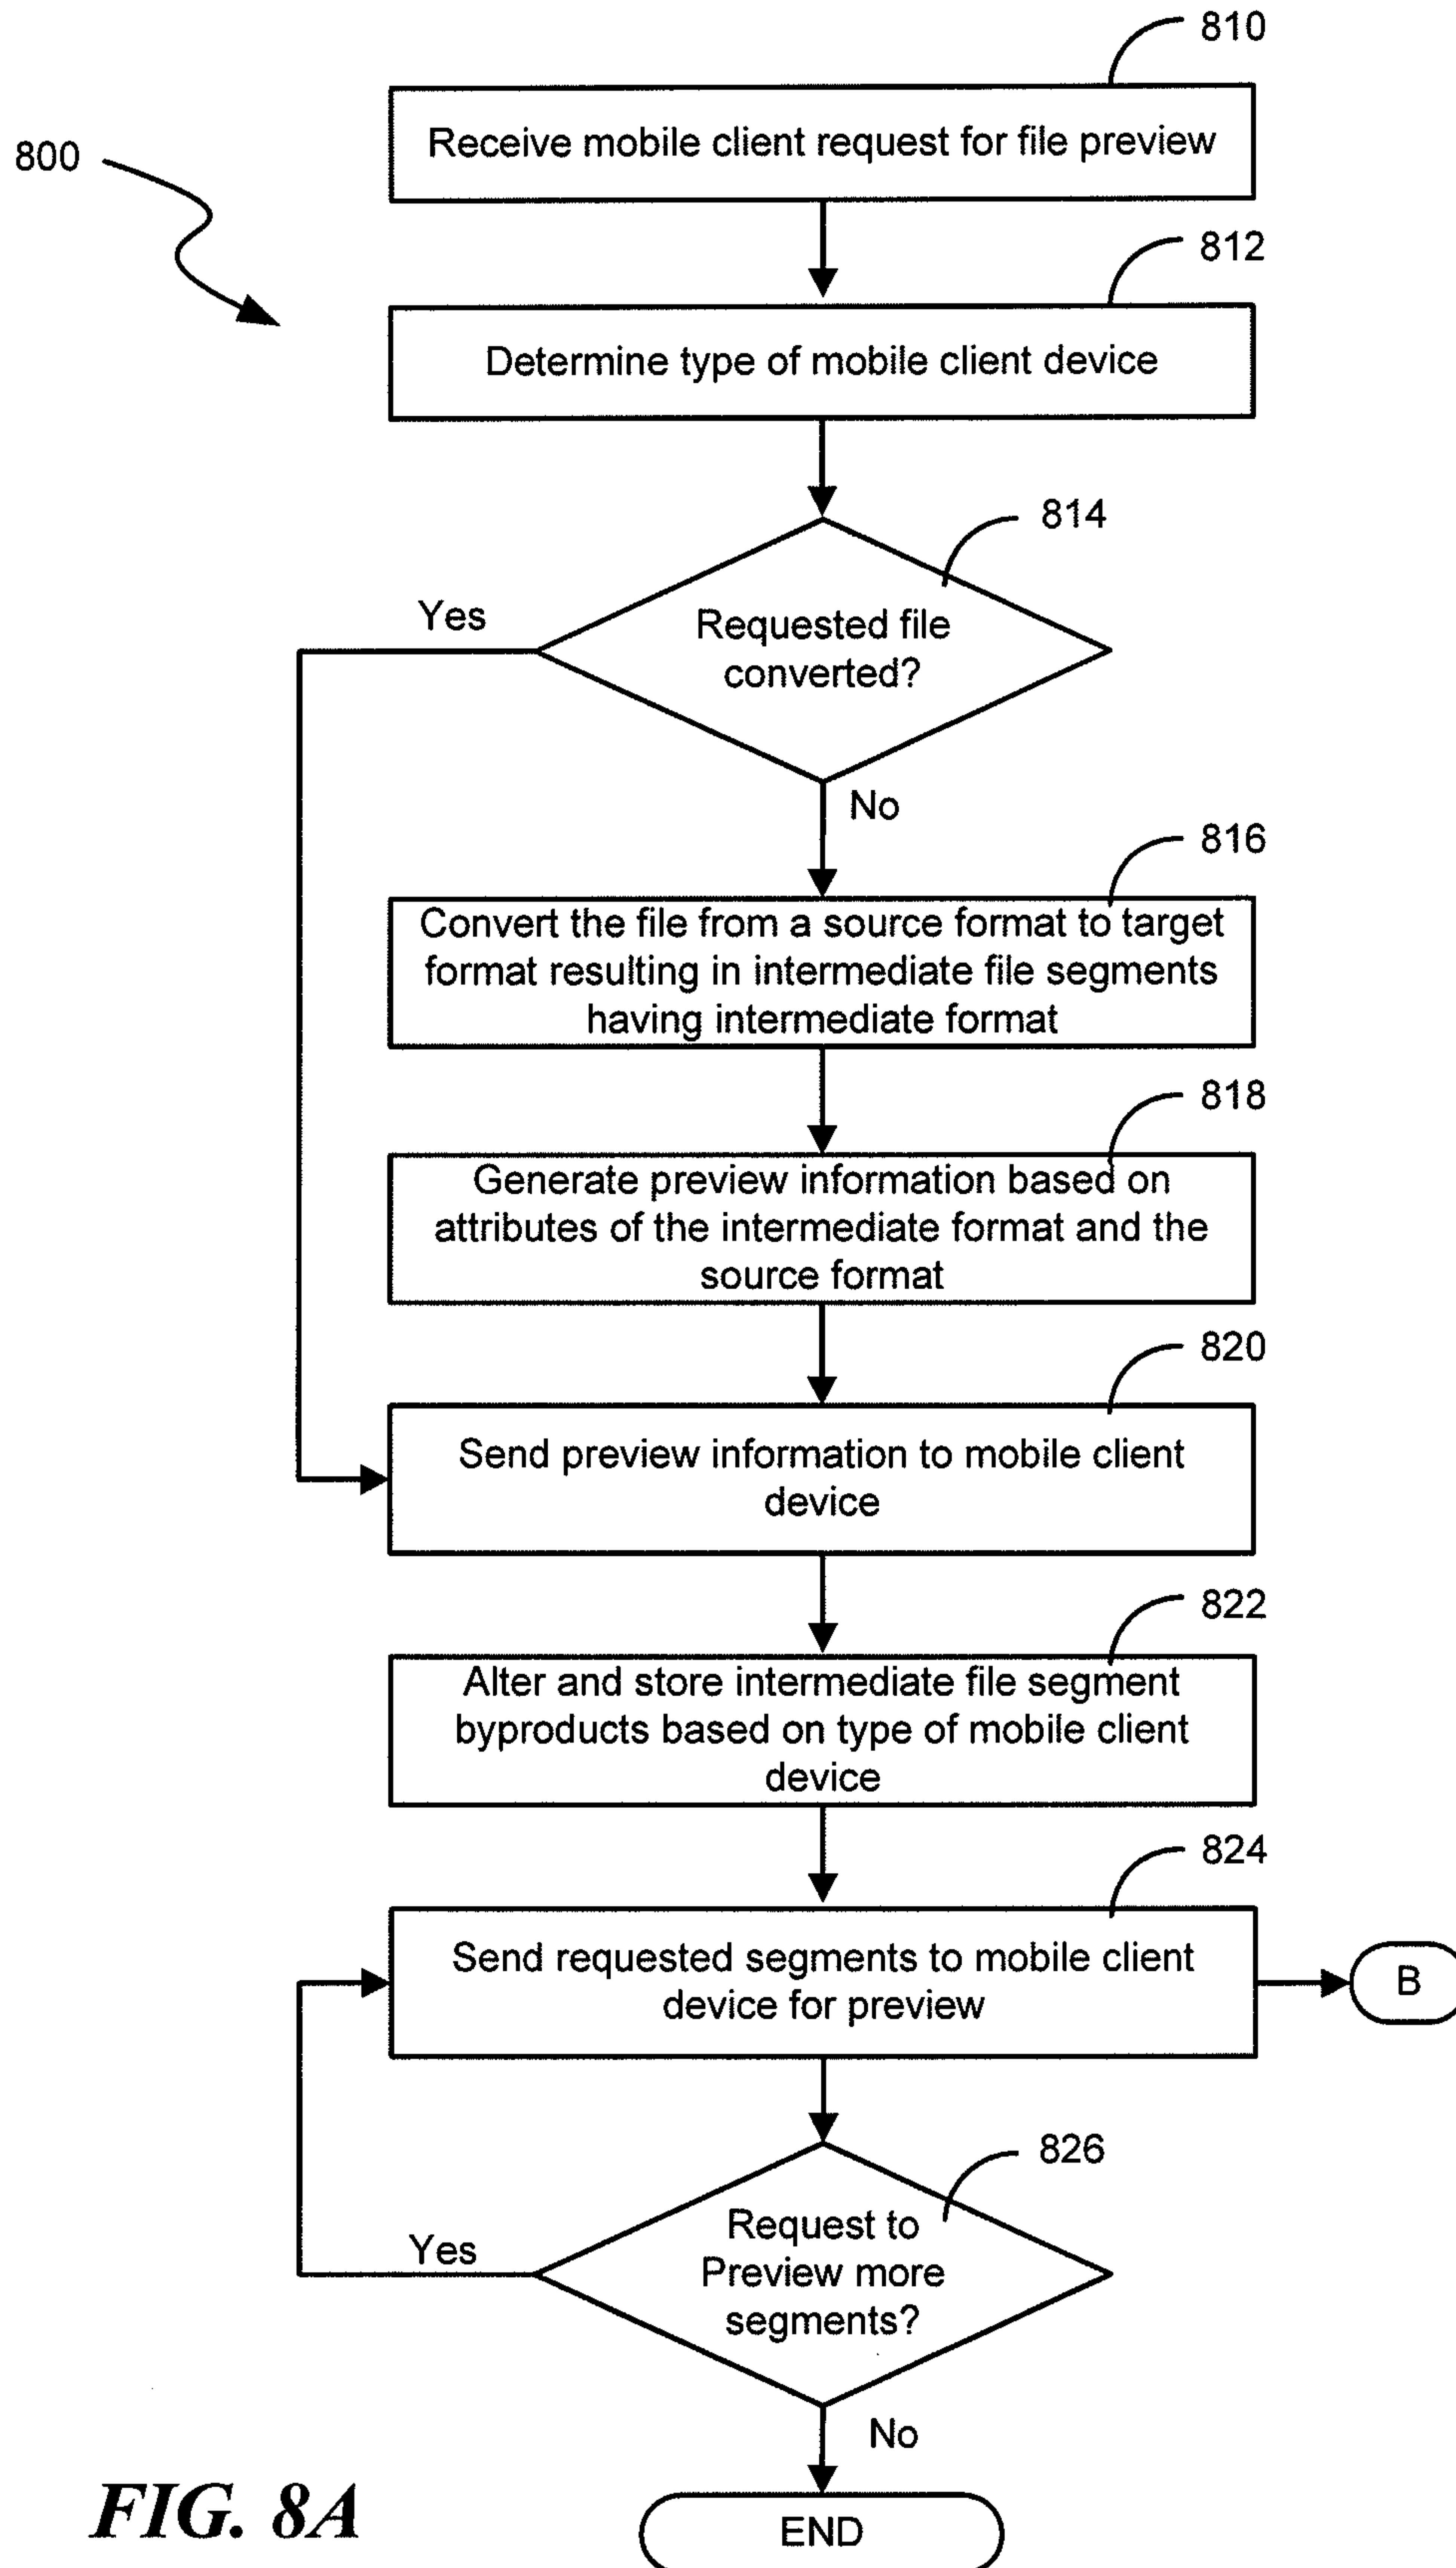 810
Receive mobile client request for file preview
800
812
Determine type of mobile client device
814
Yes
Requested file
converted?
No
816
Convert the file from a source format to target
format resulting in intermediate file segments
having intermediate format
818
Generate preview information based on
attributes of the intermediate format and the
source format
820
Send preview information to mobile client
device
822
Alter and store intermediate file segment
byproducts based on type of mobile client
device
824
Send requested segments to mobile client
device for preview
B
826
Request to
Preview more
segments?
Yes
No
FIG. 8A
END